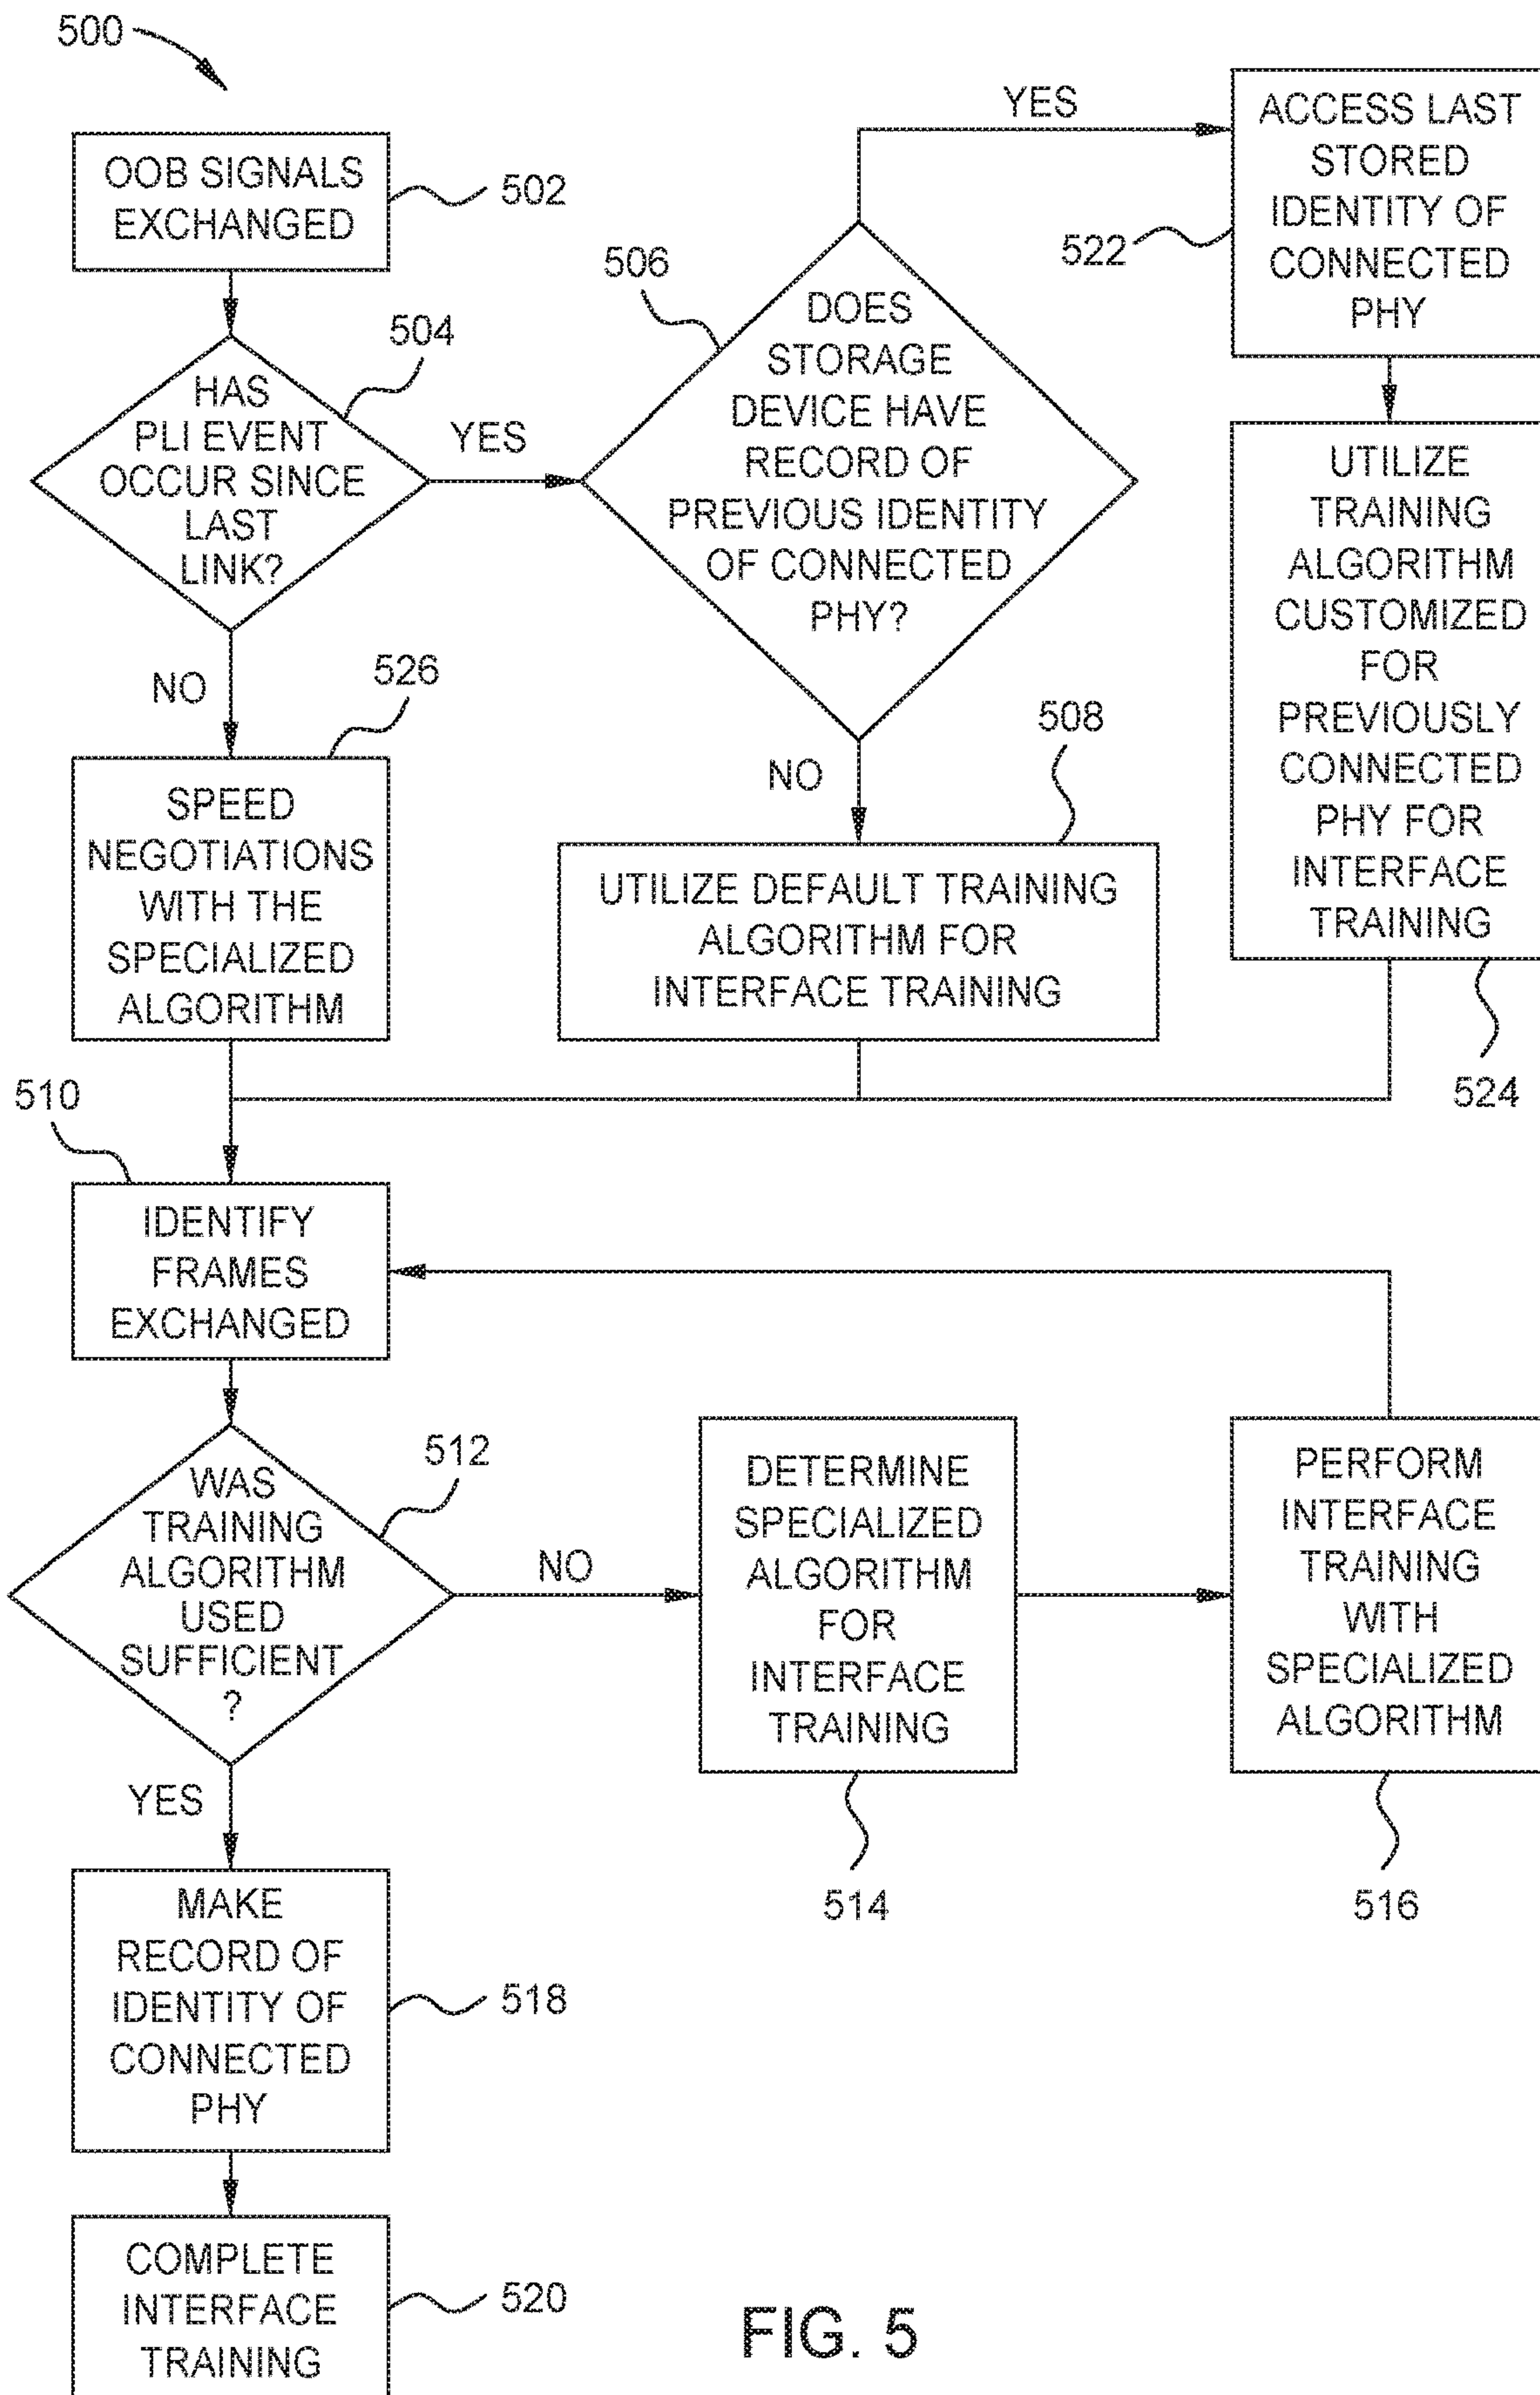 500
OOB SIGNALS
EXCHANGED
502
HAS
PLI EVENT
OCCUR SINCE
LAST
LINK?
504
YES
NO
506
DOES
STORAGE
DEVICE HAVE
RECORD OF
PREVIOUS IDENTITY
OF CONNECTED
PHY?
YES
NO
ACCESS LAST
STORED
IDENTITY OF
CONNECTED
PHY
522
UTILIZE
TRAINING
ALGORITHM
CUSTOMIZED
FOR
PREVIOUSLY
CONNECTED
PHY FOR
INTERFACE
TRAINING
524
526
SPEED
NEGOTIATIONS
WITH THE
SPECIALIZED
ALGORITHM
508
UTILIZE DEFAULT TRAINING
ALGORITHM FOR
INTERFACE TRAINING
510
IDENTIFY
FRAMES
EXCHANGED
512
WAS
TRAINING
ALGORITHM
USED
SUFFICIENT
?
NO
YES
DETERMINE
SPECIALIZED
ALGORITHM
FOR
INTERFACE
TRAINING
514
PERFORM
INTERFACE
TRAINING
WITH
SPECIALIZED
ALGORITHM
516
MAKE
RECORD OF
IDENTITY OF
CONNECTED
PHY
518
COMPLETE
INTERFACE
TRAINING
520
FIG. 5